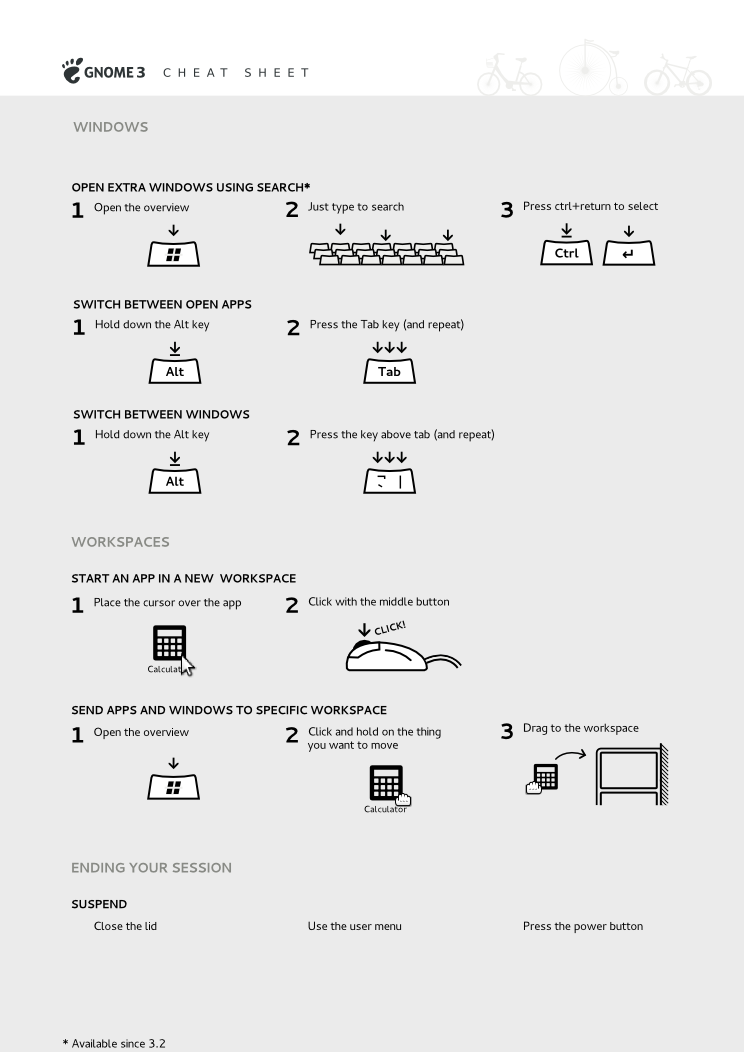 GNOME 3 CHEAT SHEET
WINDOWS
OPEN EXTRA WINDOWS USING SEARCH*
1 Open the overview
2 Just type to search
3 Press ctrl+return to select
Ctrl
SWITCH BETWEEN OPEN APPS
1 Hold down the Alt key
2 Press the Tab key (and repeat)
Alt
Tab
SWITCH BETWEEN WINDOWS
1 Hold down the Alt key
2 Press the key above tab (and repeat)
Alt
WORKSPACES
START AN APP IN A NEW WORKSPACE
1 Place the cursor over the app
2 Click with the middle button
CLICK!
SEND APPS AND WINDOWS TO SPECIFIC WORKSPACE
1 Open the overview
2 Click and hold on the thing
you want to move
3 Drag to the workspace
Calculator
ENDING YOUR SESSION
SUSPEND
Close the lid
Use the user menu
Press the power button
* Available since 3.2